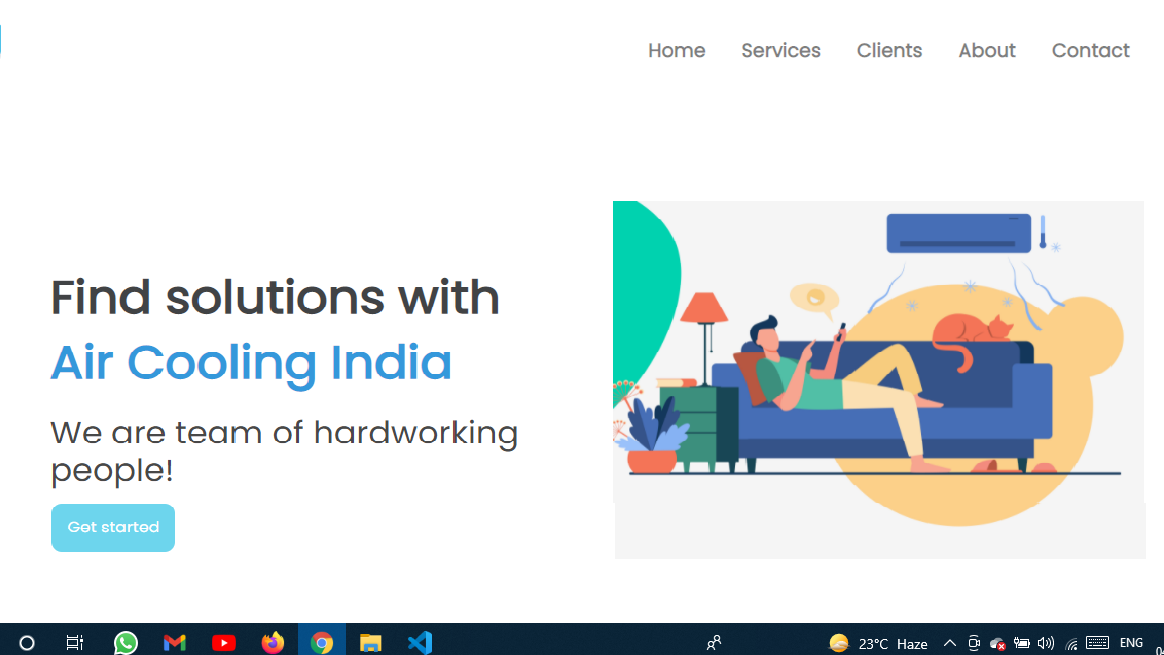 Home Services Clients About Contact
Find solutions with
Air Cooling India
We are team of hardworking
people!
Get started
23°C Haze ENG